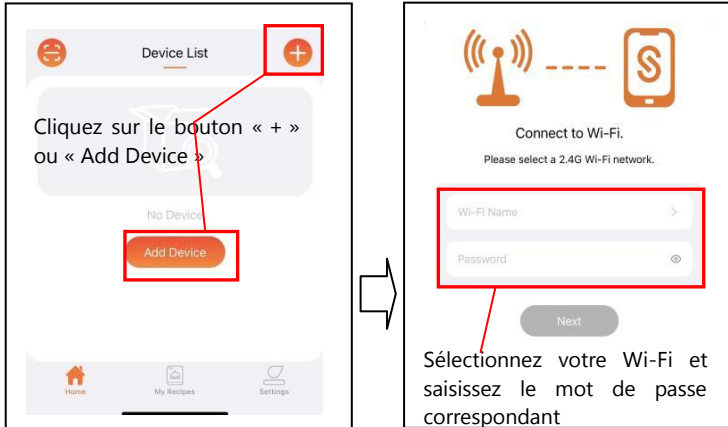 Device List
Cliquez sur le bouton « + »
ou « Add Device »
No Device
Add Device
Home
My Recipes
Settings
Connect to Wi-Fi.
Please select a 2.4G Wi-Fi network.
Wi-Fi Name
Password
Next
Sélectionnez votre Wi-Fi et
saisissez le mot de passe
correspondant